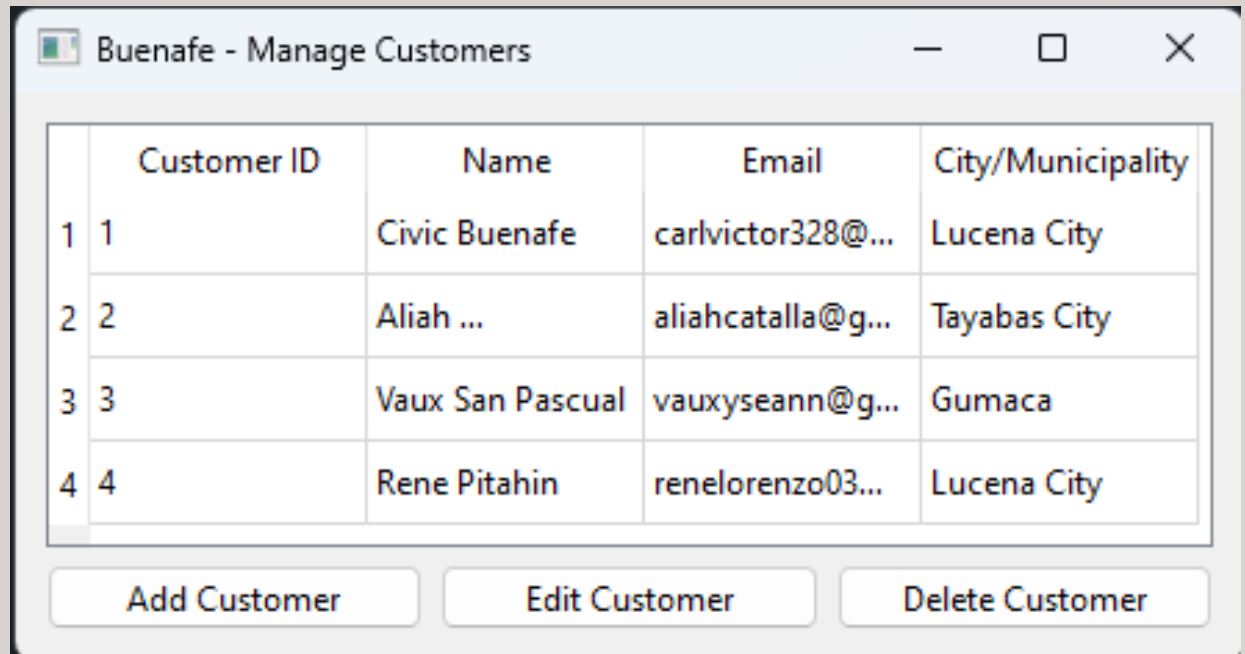 Buenafe - Manage Customers
Customer ID Name Email City/Municipality
1 1 Civic Buenafe carlvictor328@... Lucena City
2 2 Aliah ... aliahcatalla@g... Tayabas City
3 3 Vaux San Pascual vauxyseann@g... Gumaca
4 4 Rene Pitahin renelorenzo03... Lucena City
Add Customer Edit Customer Delete Customer